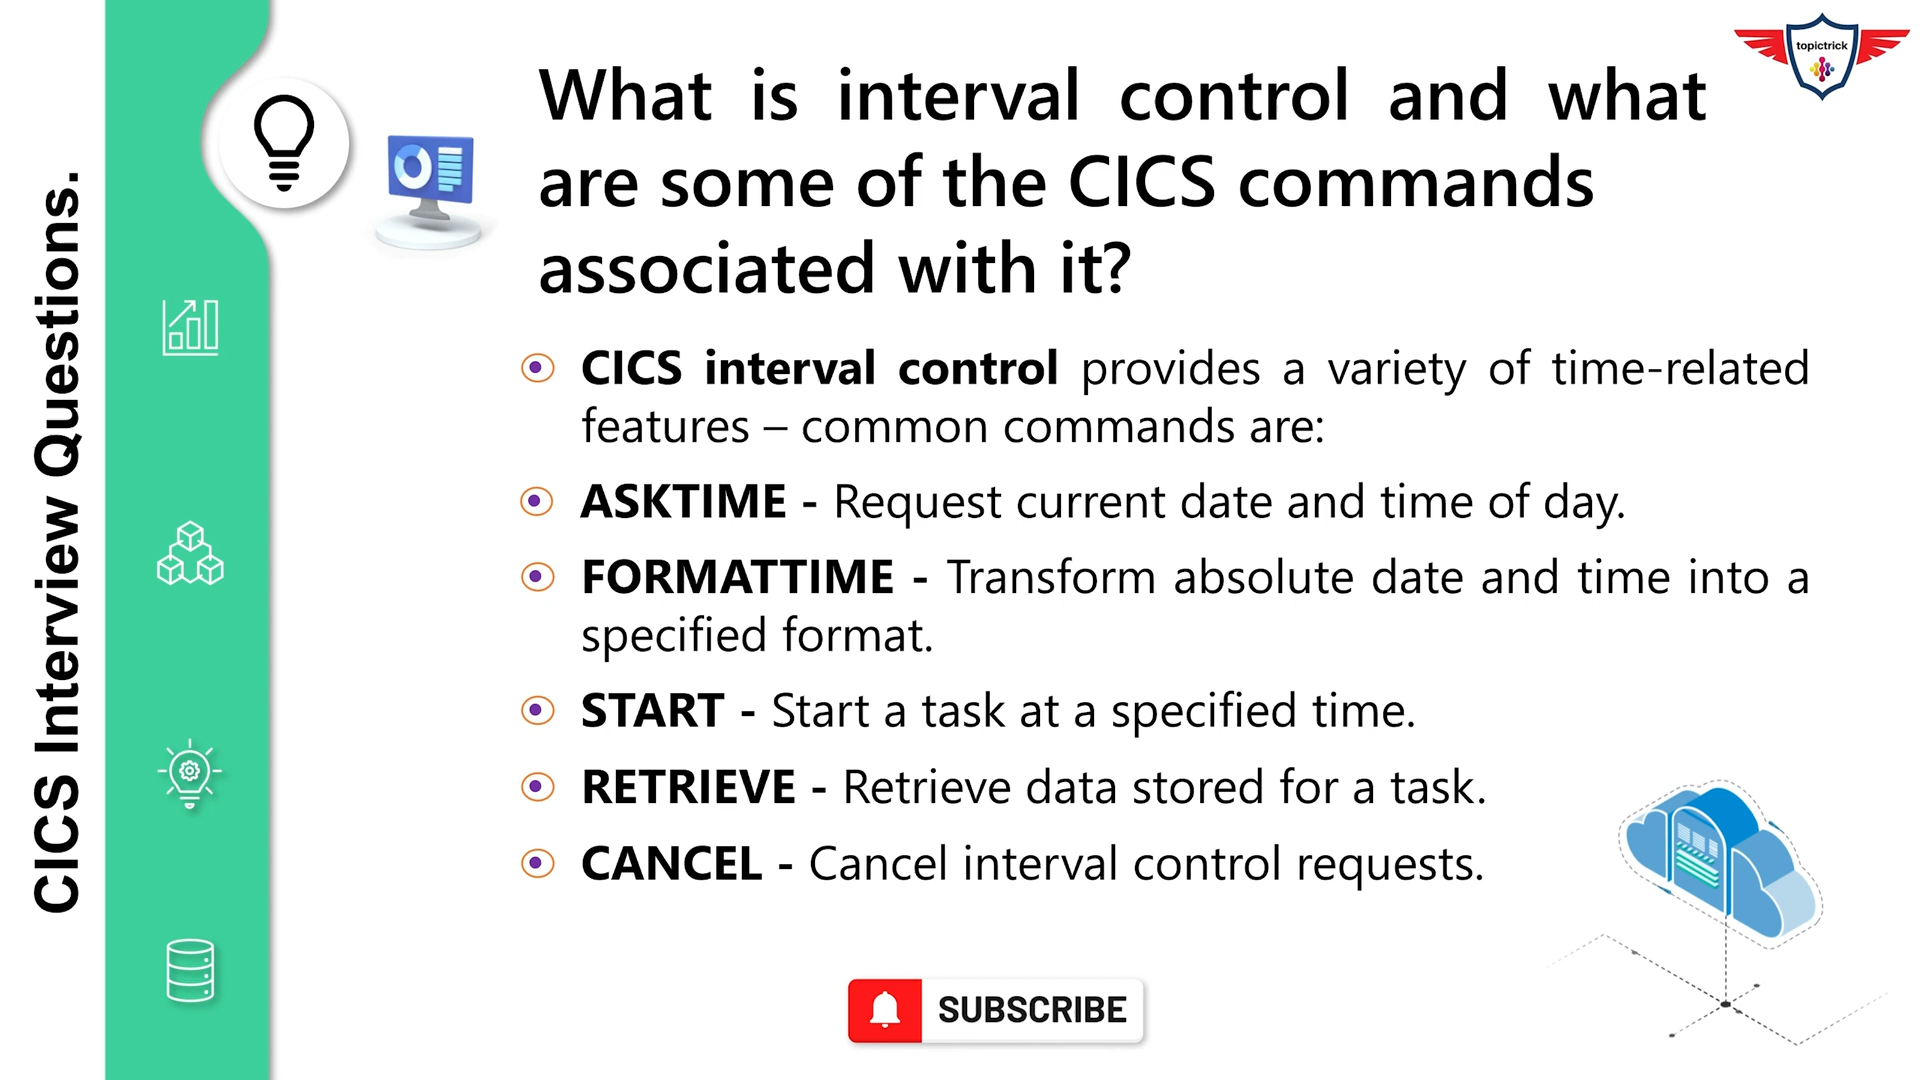 CICS Interview Questions.
topictrick
What is interval control and what
are some of the CICS commands
associated with it?
CICS interval control provides a variety of time-related
features – common commands are:
ASKTIME - Request current date and time of day.
FORMATTIME - Transform absolute date and time into a
specified format.
START - Start a task at a specified time.
RETRIEVE - Retrieve data stored for a task.
CANCEL - Cancel interval control requests.
SUBSCRIBE